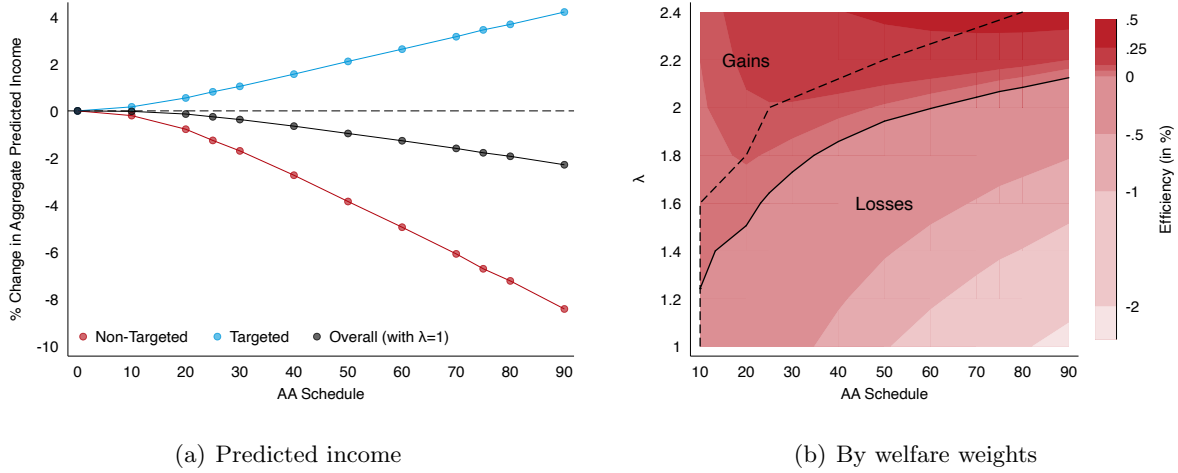 % Change in Aggregate Predicted Income
4
2
0
-2
-4
-6
-8
-10
Non-Targeted
Targeted
Overall (with λ=1)
0 10 20 30 40 50 60 70 80 90
AA Schedule
(a) Predicted income
λ
2.4
2.2
2
1.8
1.6
1.4
1.2
1
Gains
Losses
10 20 30 40 50 60 70 80 90
AA Schedule
.5
.25
0
-.5
-1
-2
Efficiency (in %)
(b) By welfare weights